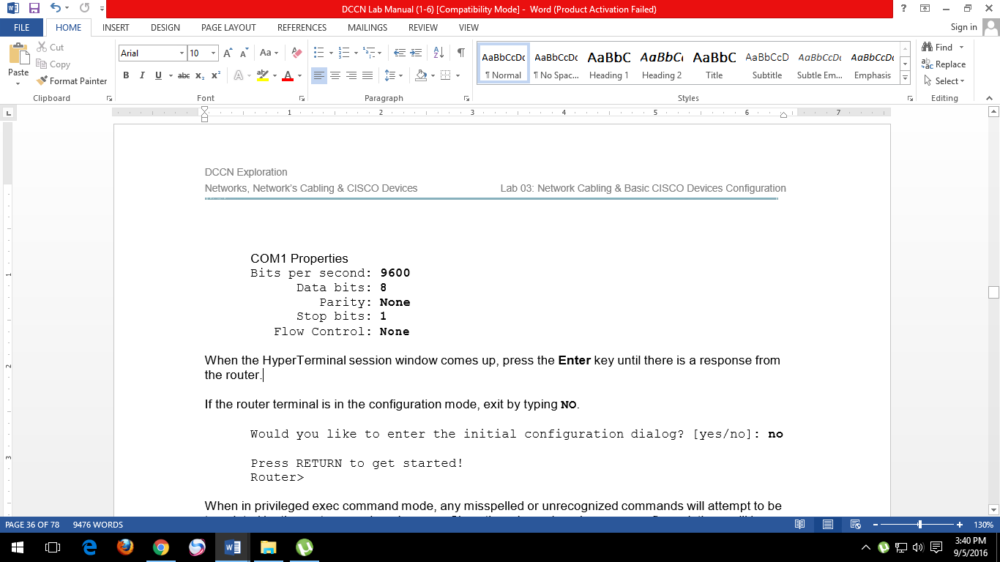 DCCN Lab Manual (1-6) [Compatibility Mode] - Word (Product Activation Failed)
FILE HOME INSERT DESIGN PAGE LAYOUT REFERENCES MAILINGS REVIEW VIEW Sign in
Paste
Cut
Copy
Format Painter
Clipboard
Arial 10
Font
Paragraph
AaBbCcDc AaBbCcDc AaBbC AaBbCc AaBbC AaBbCcD AaBbCcDc AaBbCcDc
¶ Normal ¶ No Spac... Heading 1 Heading 2 Title Subtitle Subtle Em... Emphasis
Styles
Find
Replace
Select
Editing
1 2 3 4 5 6 7
DCCN Exploration
Networks, Network's Cabling & CISCO Devices Lab 03: Network Cabling & Basic CISCO Devices Configuration
COM1 Properties
Bits per second: 9600
Data bits: 8
Parity: None
Stop bits: 1
Flow Control: None
When the HyperTerminal session window comes up, press the Enter key until there is a response from
the router.
If the router terminal is in the configuration mode, exit by typing NO.
Would you like to enter the initial configuration dialog? [yes/no]: no
Press RETURN to get started!
Router>
When in privileged exec command mode, any misspelled or unrecognized commands will attempt to be
PAGE 36 OF 78 9476 WORDS 130%
3:40 PM
9/5/2016